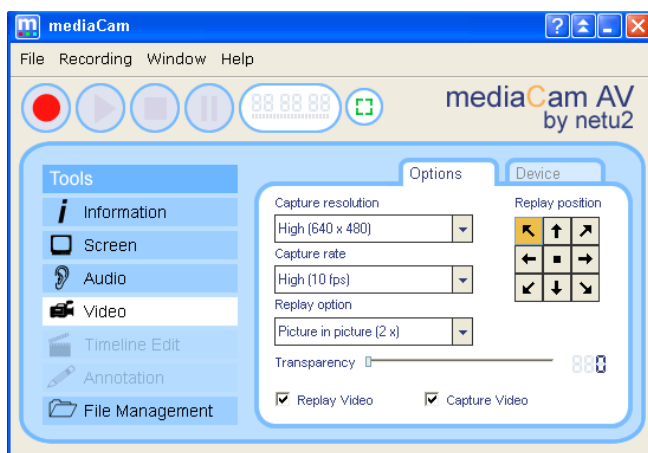 mediaCam
File Recording Window Help
88 88 88
mediaCam AV
by netu2
Tools
Information
Screen
Audio
Video
Timeline Edit
Annotation
File Management
Options
Device
Capture resolution
High (640 x 480)
Capture rate
High (10 fps)
Replay option
Picture in picture (2 x)
Transparency
0
Replay Video
Capture Video
Replay position